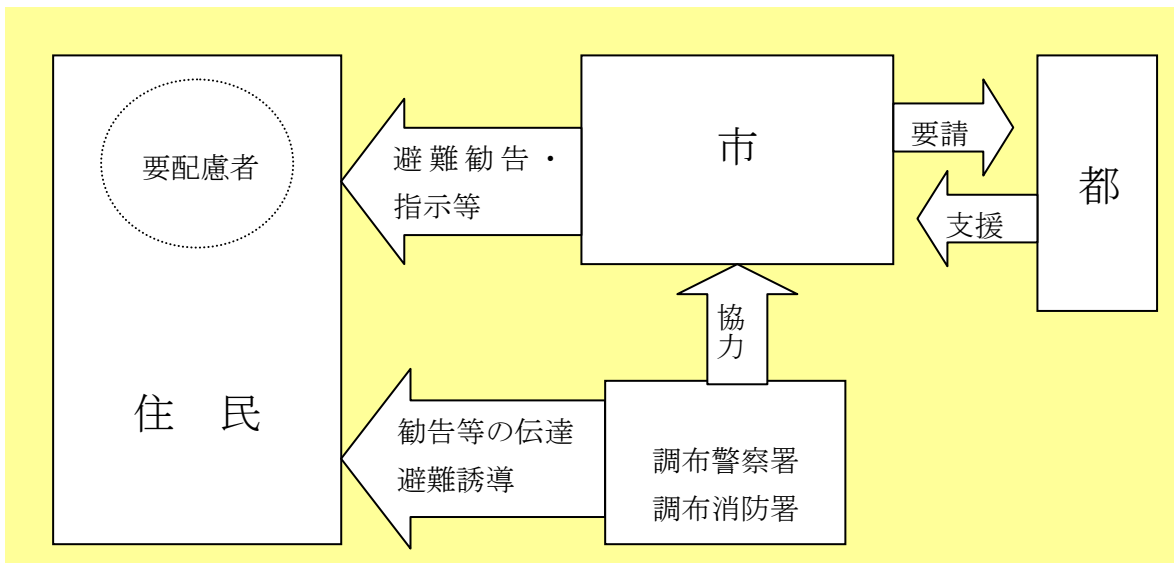 要配慮者
住　民
避難勧告・
指示等
市
要請
支援
都
協力
勧告等の伝達
避難誘導
調布警察署
調布消防署